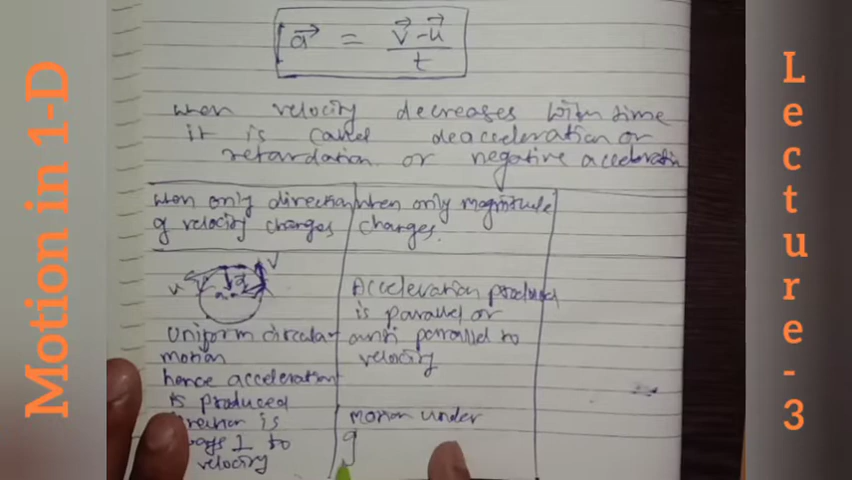 Motion in 1-D
Lecture-3
a = v - u / t
when velocity decreases with time
it is called deacceleration or
retardation or negative acceleration
when only direction
of velocity changes
v
a
v
Uniform circular
motion
hence acceleration
is produced
direction is
ways ⊥ to
velocity
when only magnitude
changes.
Acceleration produced
is parallel or
anti parallel to
velocity
motion under
g